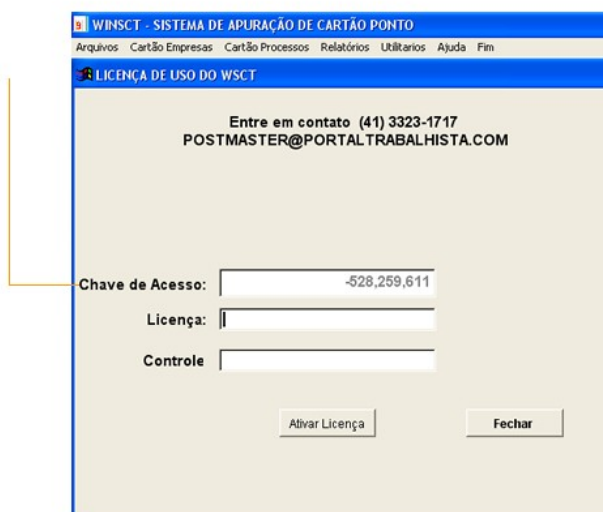 WINSCT - SISTEMA DE APURAÇÃO DE CARTÃO PONTO
Arquivos Cartão Empresas Cartão Processos Relatórios Utilitarios Ajuda Fim
LICENÇA DE USO DO WSCT
Entre em contato (41) 3323-1717
POSTMASTER@PORTALTRABALHISTA.COM
Chave de Acesso: -528,259,611
Licença:
Controle
Ativar Licença Fechar